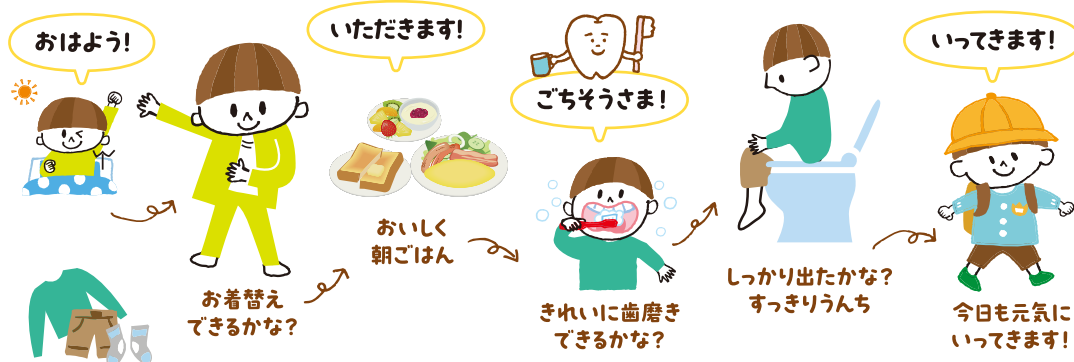 おはよう!
お着替え
できるかな?
いただきます!
おいしく
朝ごはん
ごちそうさま!
きれいに歯磨き
できるかな?
しっかり出たかな?
すっきりうんち
いってきます!
今日も元気に
いってきます!